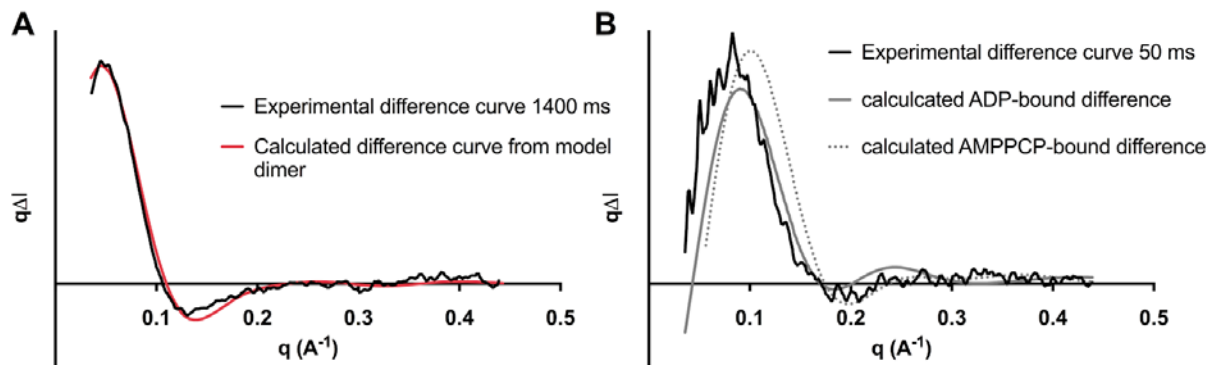 A
Experimental difference curve 1400 ms
Calculated difference curve from model
dimer
qΔI
0.1 0.2 0.3 0.4 0.5
q (A-1)
B
Experimental difference curve 50 ms
calculcated ADP-bound difference
calculated AMPPCP-bound difference
qΔI
0.1 0.2 0.3 0.4 0.5
q (A-1)